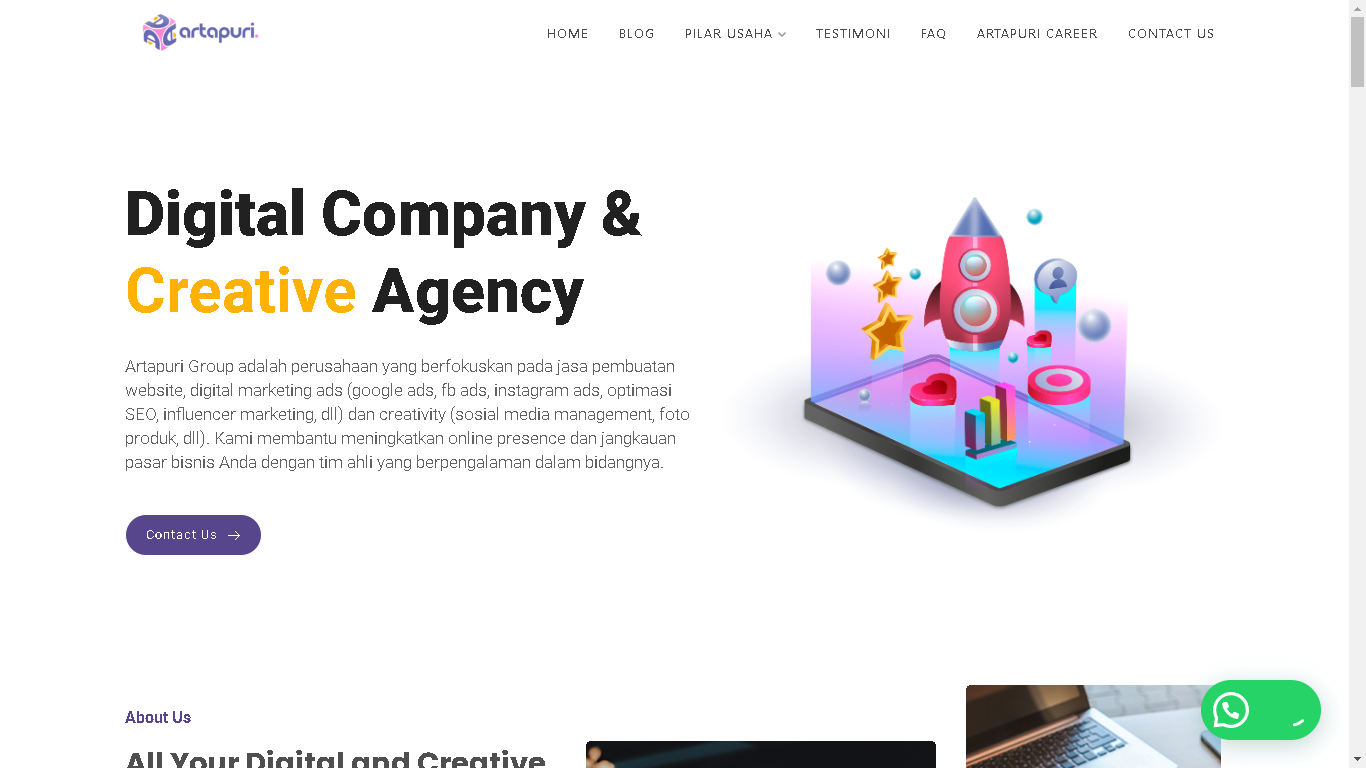 artapuri.
HOME
BLOG
PILAR USAHA
TESTIMONI
FAQ
ARTAPURI CAREER
CONTACT US
Digital Company &
Creative Agency
Artapuri Group adalah perusahaan yang berfokuskan pada jasa pembuatan
website, digital marketing ads (google ads, fb ads, instagram ads, optimasi
SEO, influencer marketing, dll) dan creativity (sosial media management, foto
produk, dll). Kami membantu meningkatkan online presence dan jangkauan
pasar bisnis Anda dengan tim ahli yang berpengalaman dalam bidangnya.
Contact Us
About Us
All Your Digital and Creative